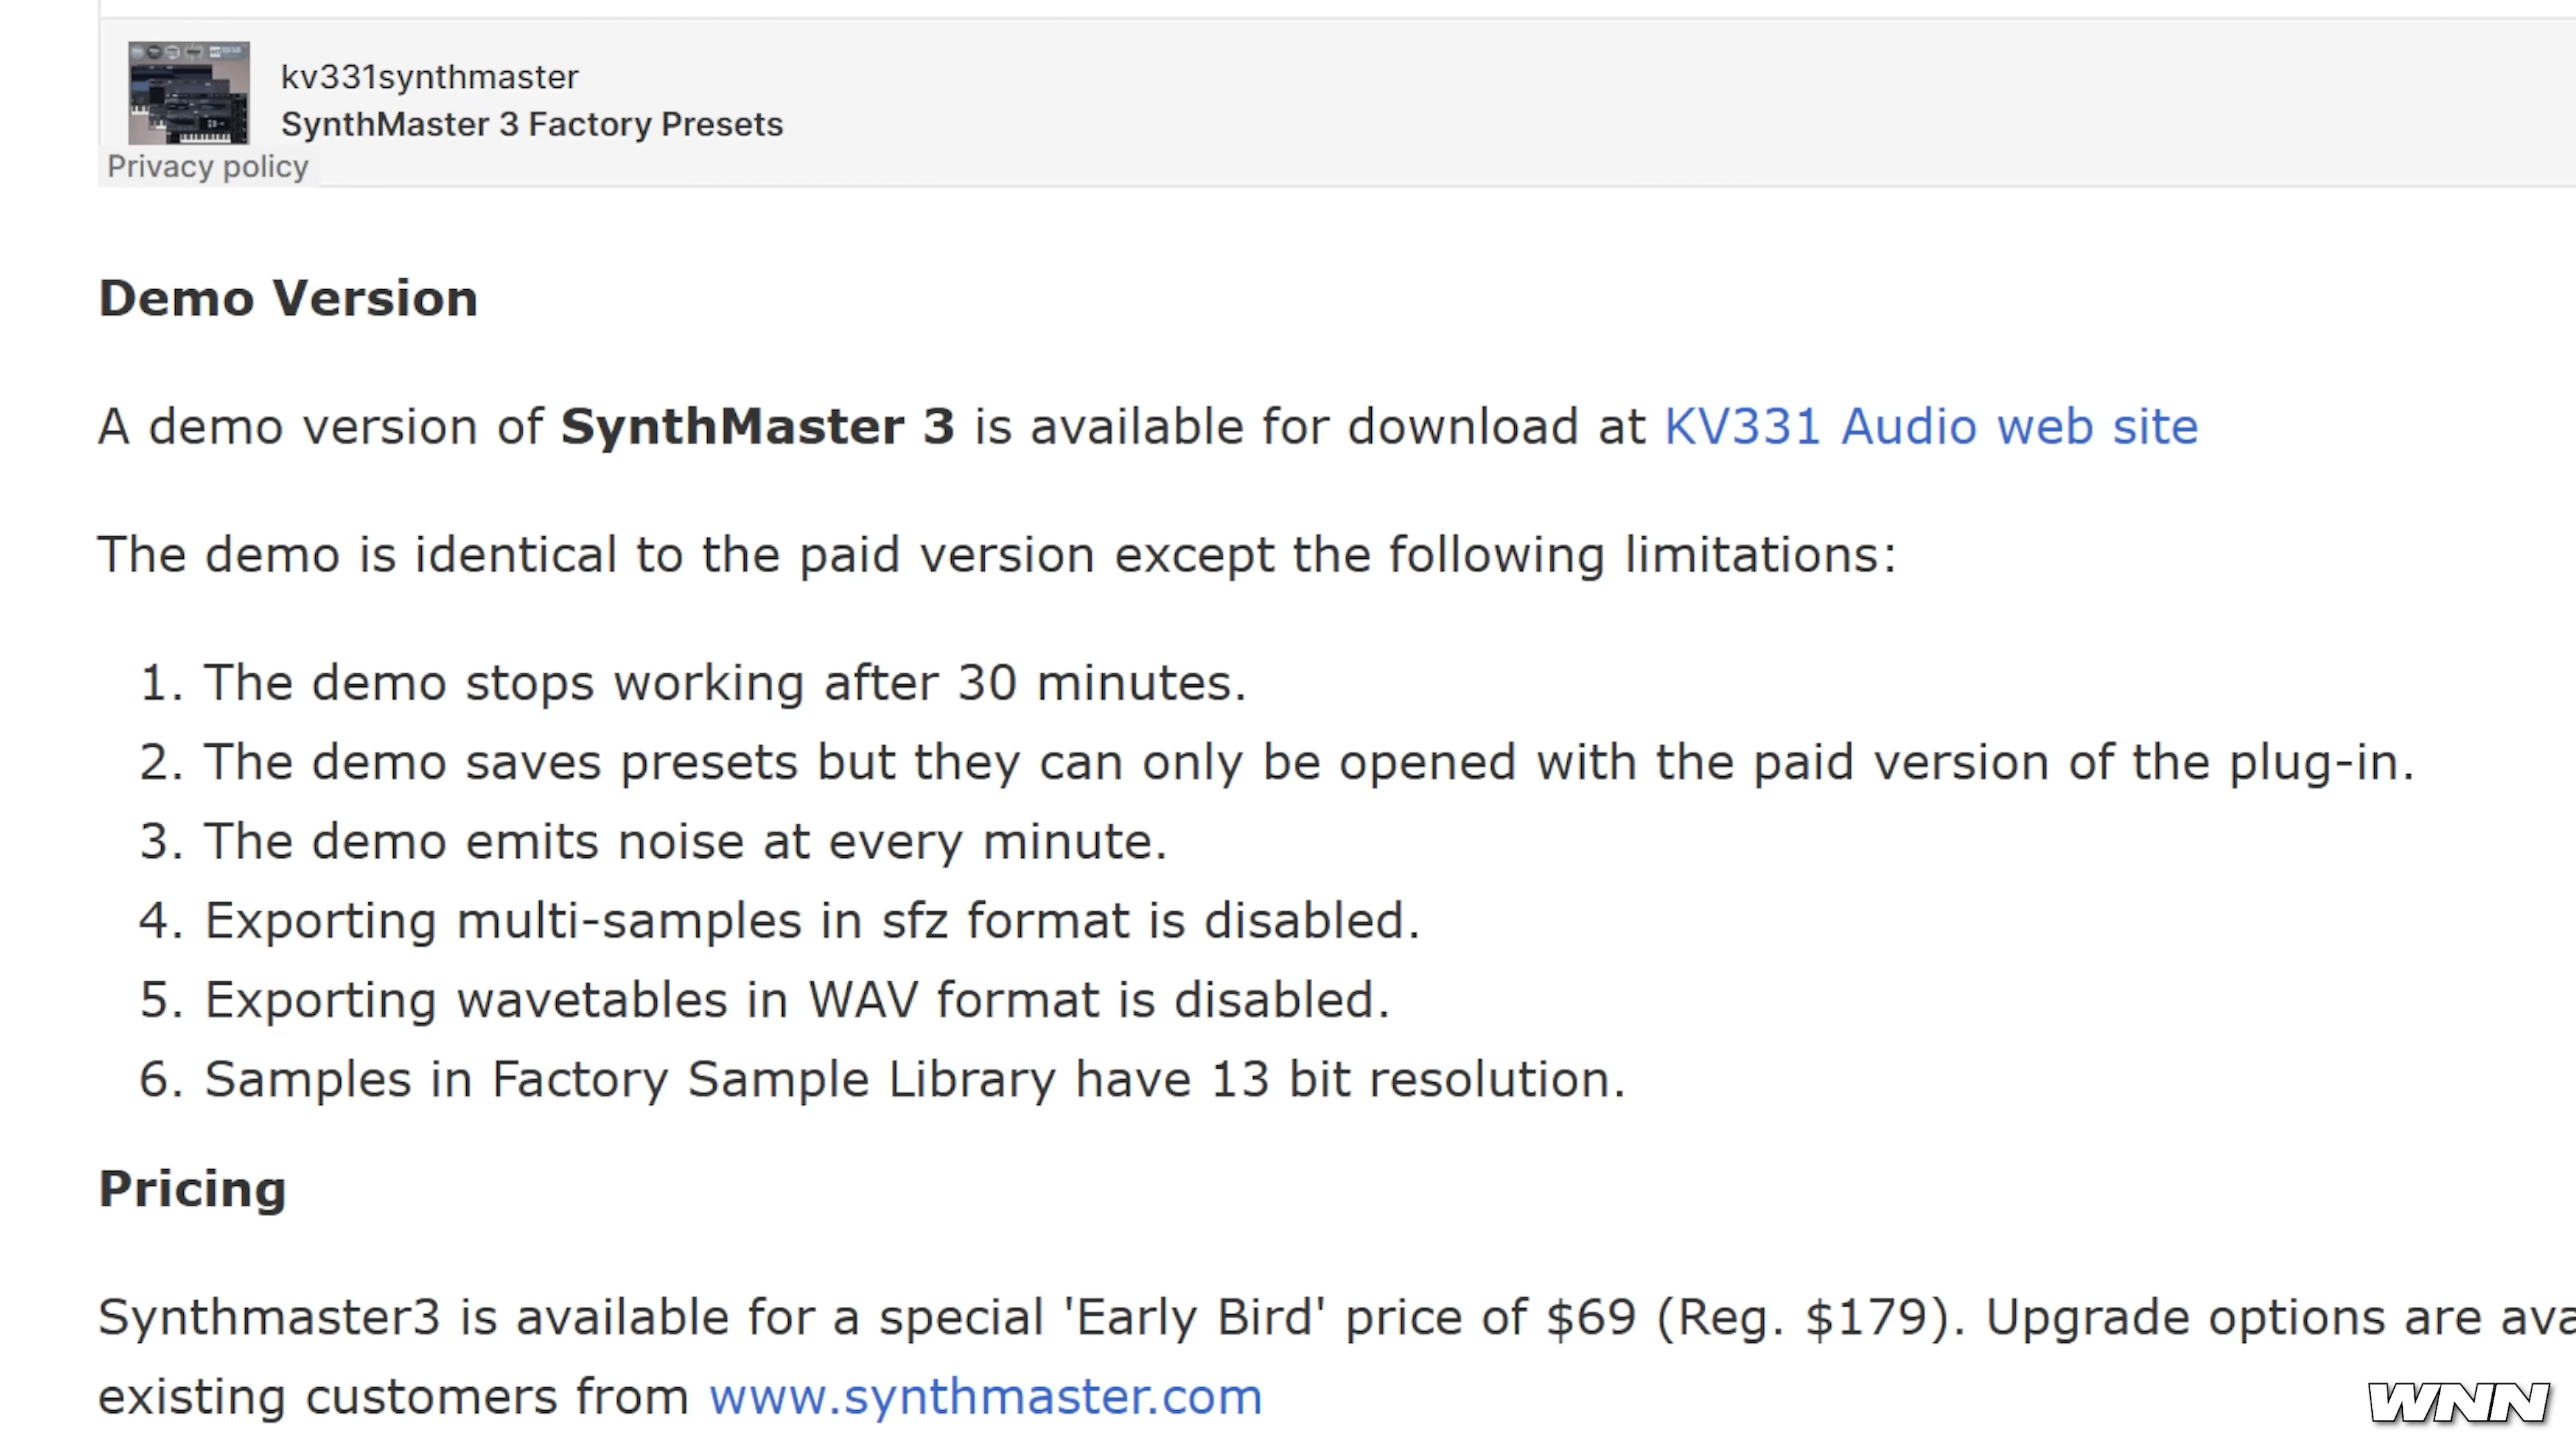 kv331synthmaster
SynthMaster 3 Factory Presets
Privacy policy
Demo Version
A demo version of SynthMaster 3 is available for download at KV331 Audio web site
The demo is identical to the paid version except the following limitations:
1. The demo stops working after 30 minutes.
2. The demo saves presets but they can only be opened with the paid version of the plug-in.
3. The demo emits noise at every minute.
4. Exporting multi-samples in sfz format is disabled.
5. Exporting wavetables in WAV format is disabled.
6. Samples in Factory Sample Library have 13 bit resolution.
Pricing
Synthmaster3 is available for a special 'Early Bird' price of $69 (Reg. $179). Upgrade options are ava
existing customers from www.synthmaster.com
WNN